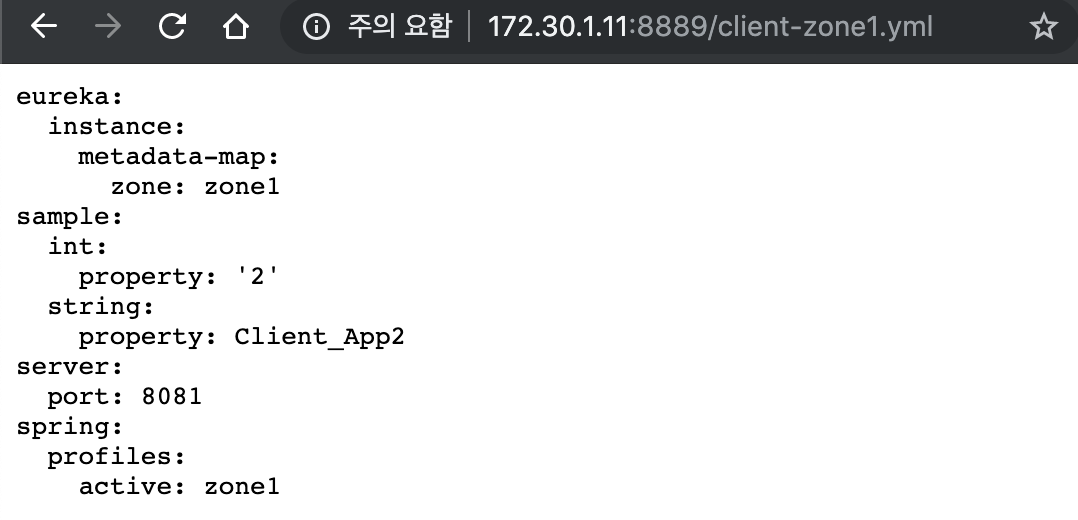 주의 요함 172.30.1.11:8889/client-zone1.yml
eureka:
  instance:
    metadata-map:
      zone: zone1
sample:
  int:
    property: '2'
  string:
    property: Client_App2
server:
  port: 8081
spring:
  profiles:
    active: zone1